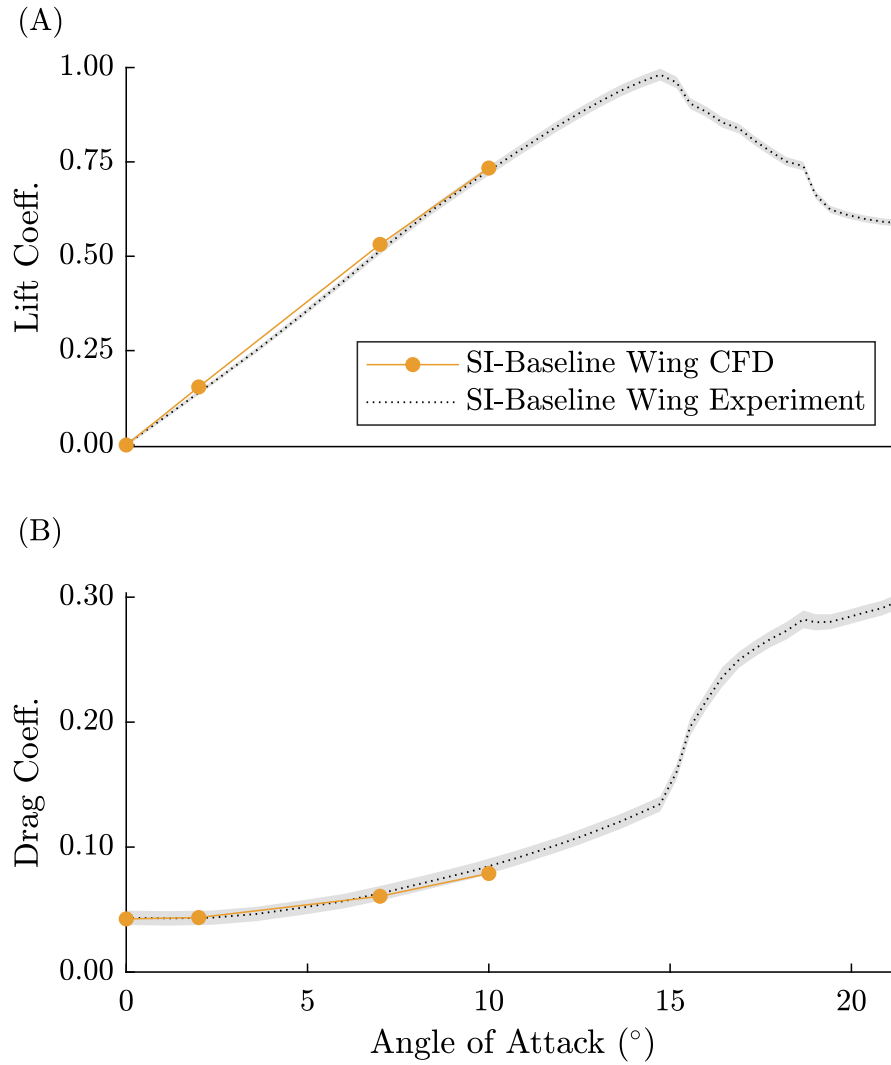 (A)
1.00
0.75
0.50
0.25
0.00
Lift Coeff.
SI-Baseline Wing CFD
SI-Baseline Wing Experiment
(B)
0.30
0.20
0.10
0.00
Drag Coeff.
0 5 10 15 20
Angle of Attack (°)